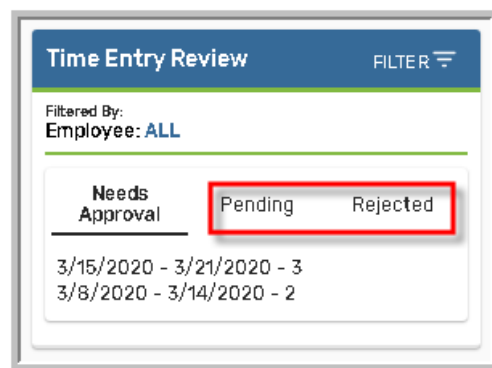 Time Entry Review FILTER
Filtered By:
Employee: ALL
Needs
Approval
Pending Rejected
3/15/2020 - 3/21/2020 - 3
3/8/2020 - 3/14/2020 - 2